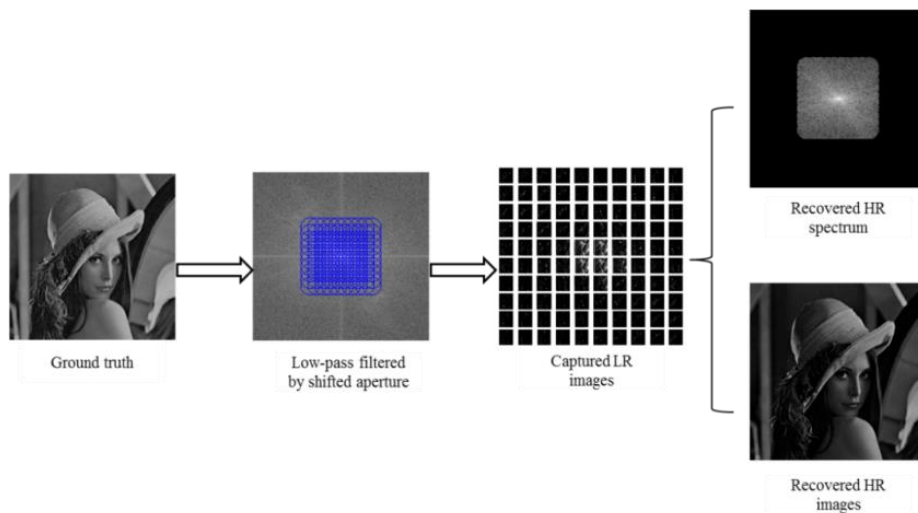 Ground truth
Low-pass filtered
by shifted aperture
Captured LR
images
Recovered HR
spectrum
Recovered HR
images